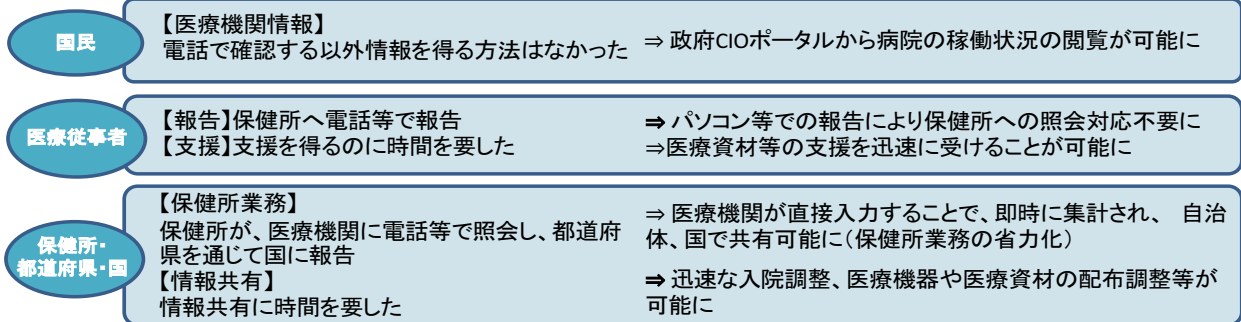 国民
【医療機関情報】
電話で確認する以外情報を得る方法はなかった
⇒ 政府CIOポータルから病院の稼働状況の閲覧が可能に
医療従事者
【報告】保健所へ電話等で報告
【支援】支援を得るのに時間を要した
⇒ パソコン等での報告により保健所への照会対応不要に
⇒医療資材等の支援を迅速に受けることが可能に
保健所・
都道府県・国
【保健所業務】
保健所が、医療機関に電話等で照会し、都道府
県を通じて国に報告
【情報共有】
情報共有に時間を要した
⇒ 医療機関が直接入力することで、即時に集計され、 自治
体、国で共有可能に（保健所業務の省力化）
⇒ 迅速な入院調整、医療機器や医療資材の配布調整等が
可能に